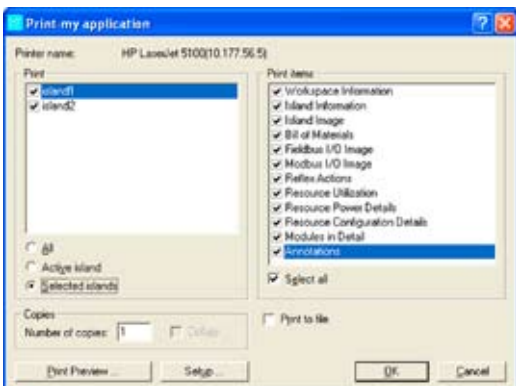 Print my application
Printer name: HP LaserJet 5100(10.177.56.5)
Print
island1
island2
All
Active island
Selected islands
Print items
Workspace Information
Island Information
Island Image
Bill of Materials
Fieldbus I/O Image
Modbus I/O Image
Reflex Actions
Resource Utilization
Resource Power Details
Resource Configuration Details
Modules in Detail
Annotations
Select all
Copies
Number of copies: 1
Collate
Print to file
Print Preview ...
Setup ...
OK
Cancel